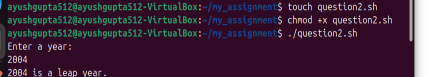 ayushgupta512@ayushgupta512-VirtualBox:~/my_assignment$ touch question2.sh
ayushgupta512@ayushgupta512-VirtualBox:~/my_assignment$ chmod +x question2.sh
ayushgupta512@ayushgupta512-VirtualBox:~/my_assignment$ ./question2.sh
Enter a year:
2004
2004 is a leap year.